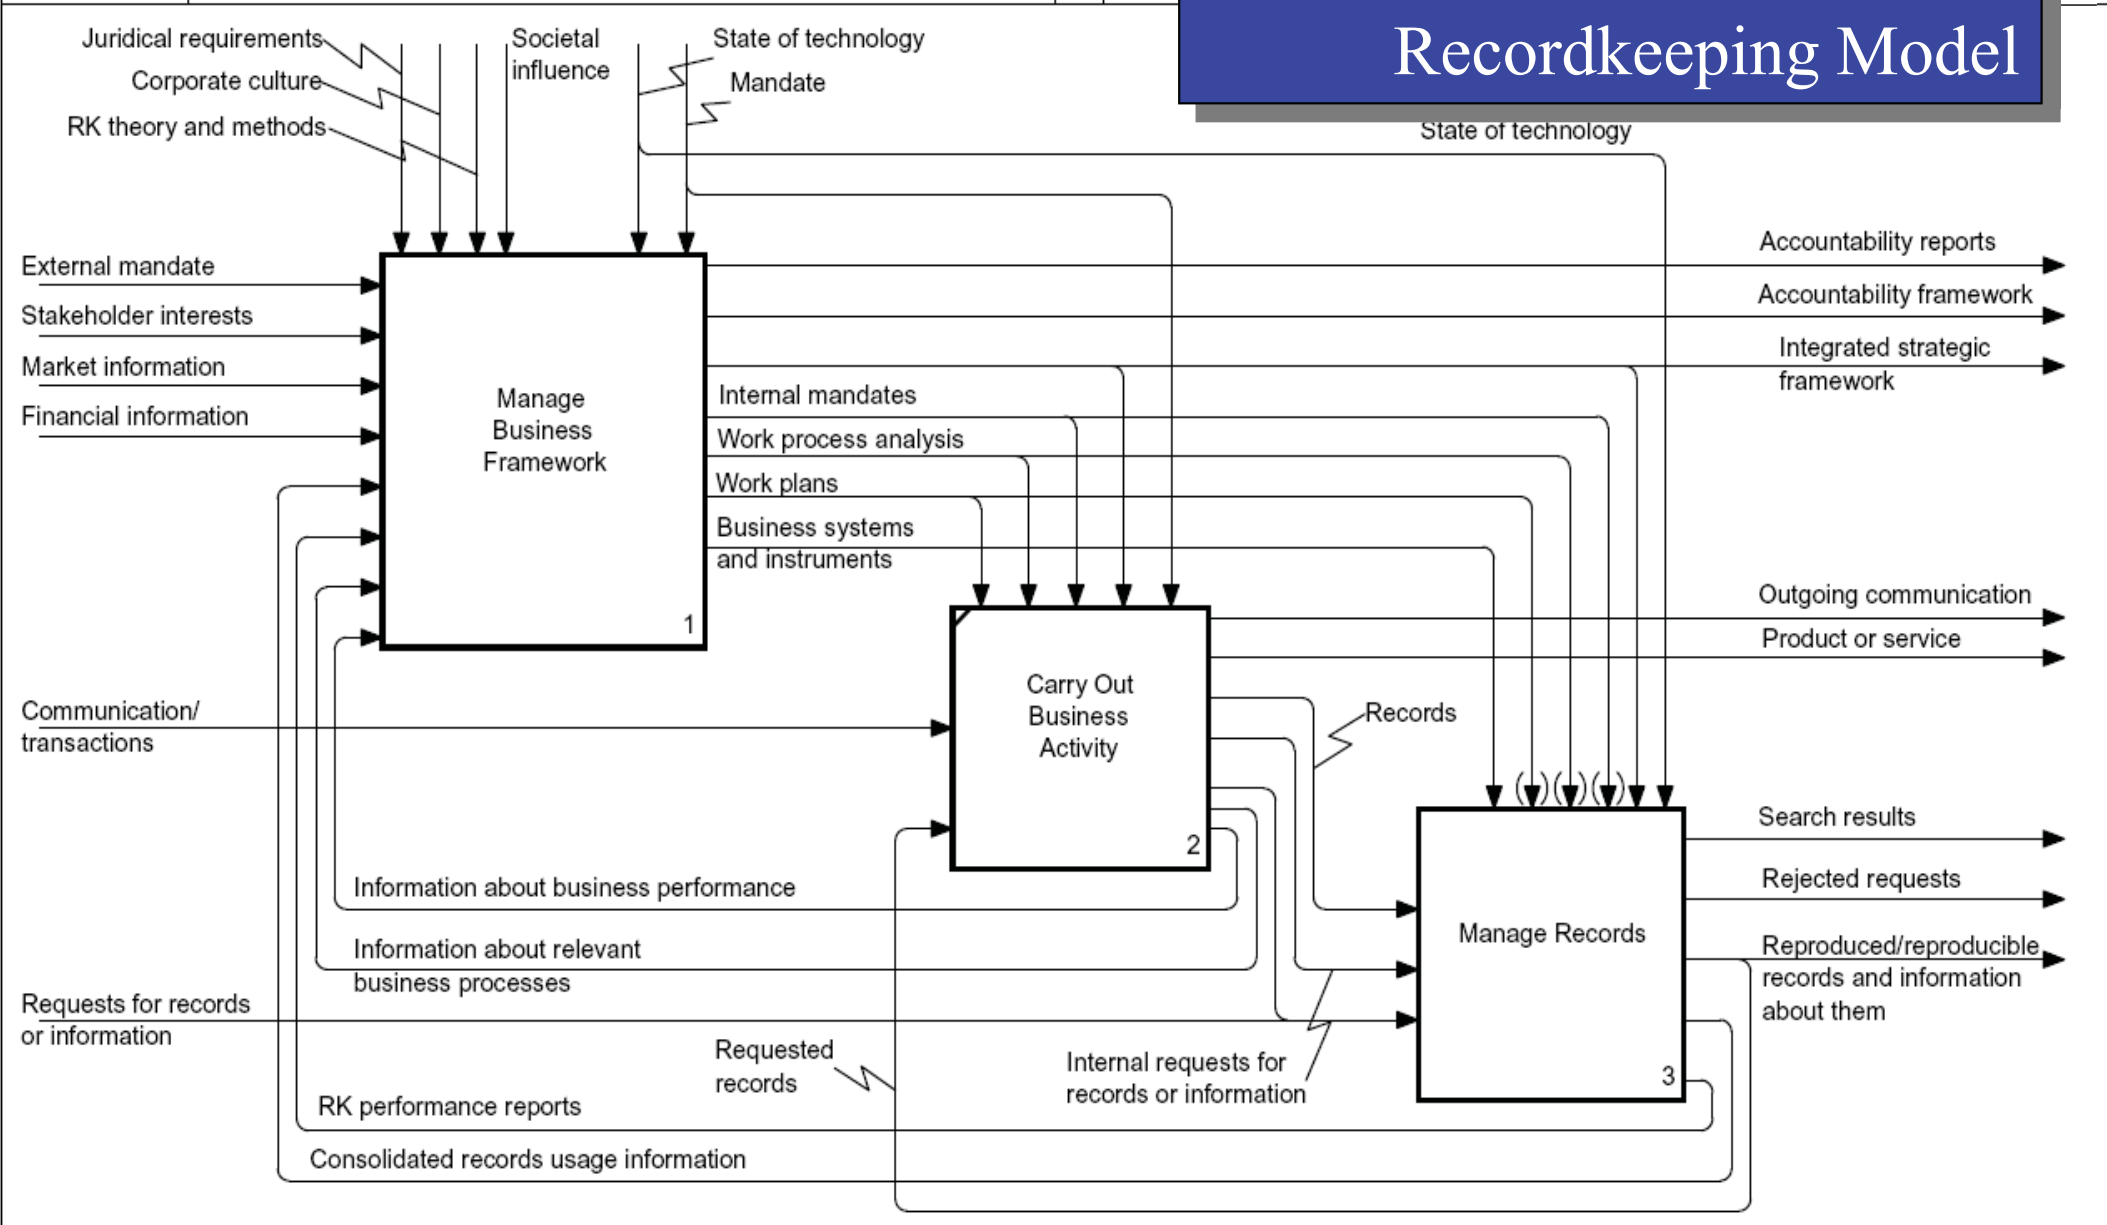 Recordkeeping Model
Juridical requirements
Corporate culture
RK theory and methods
Societal
influence
State of technology
Mandate
State of technology
External mandate
Stakeholder interests
Market information
Financial information
Manage
Business
Framework
1
Accountability reports
Accountability framework
Integrated strategic
framework
Internal mandates
Work process analysis
Work plans
Business systems
and instruments
Outgoing communication
Product or service
Communication/
transactions
Carry Out
Business
Activity
2
Records
( ) ( ) ( )
Search results
Rejected requests
Reproduced/reproducible
records and information
about them
Manage Records
3
Information about business performance
Information about relevant
business processes
Requests for records
or information
Requested
records
Internal requests for
records or information
RK performance reports
Consolidated records usage information